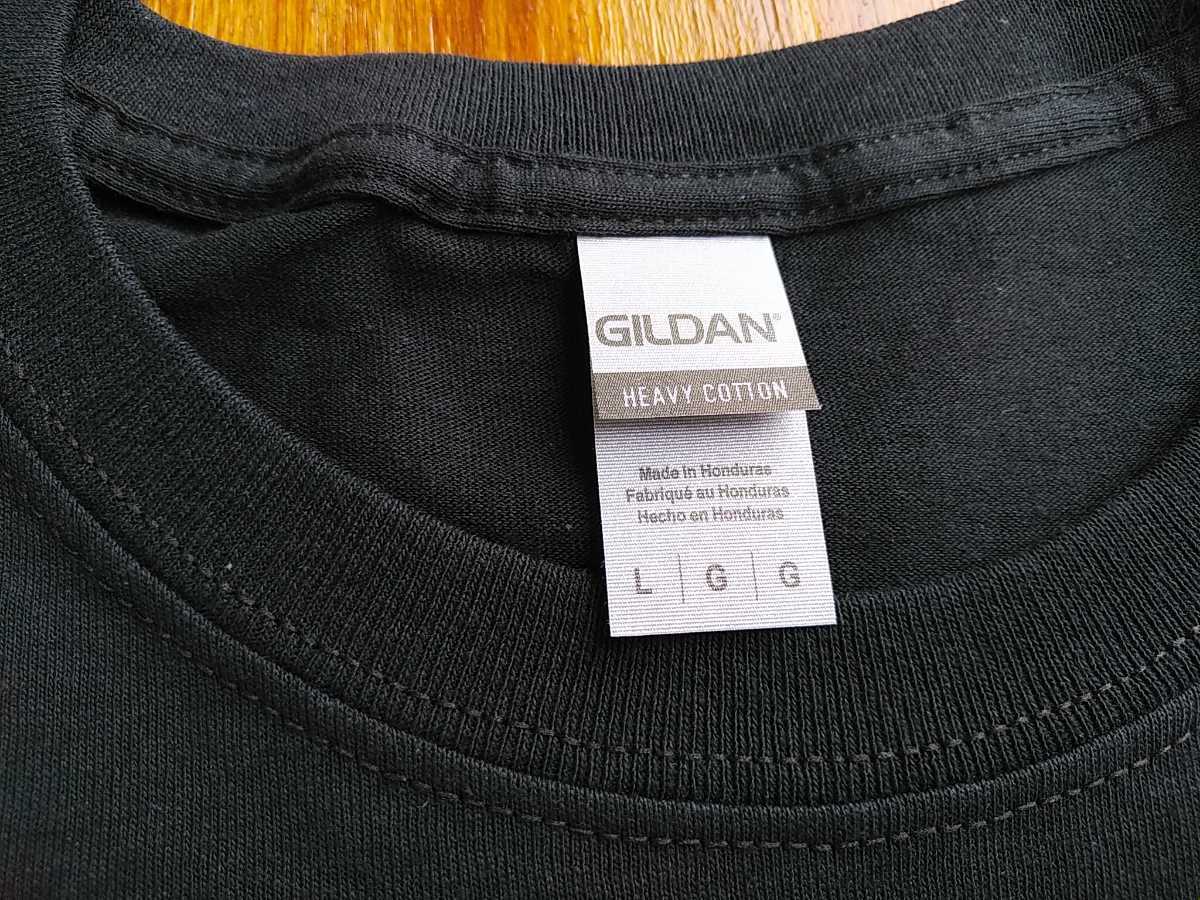 GILDAN®
HEAVY COTTON
Made in Honduras
Fabriqué au Honduras
Hecho en Honduras
L | G | G